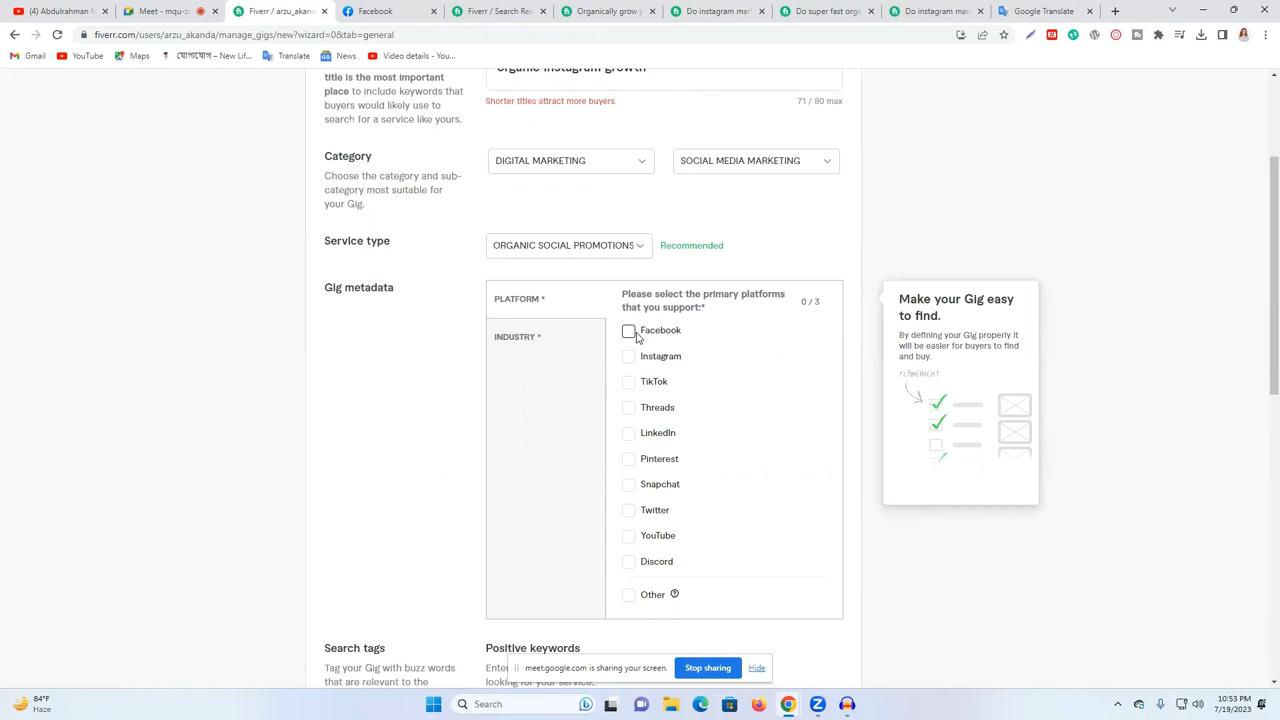 (4) Abdulrahman M
Meet – mqu-z
Fiverr / arzu_akan
Facebook
Fiverr / Search Res
Organically grow
Do instagram mar
Do super fast orga
Do instagram mar
Google Translate
fiverr.com/users/arzu_akanda/manage_gigs/new?wizard=0&tab=general
Gmail
YouTube
Maps
যোগাযোগ – New Lif...
Translate
News
Video details - You...
title is the most important
place to include keywords that
buyers would likely use to
search for a service like yours.
organic instagram growth
Shorter titles attract more buyers
71 / 80 max
Category
Choose the category and sub-
category most suitable for
your Gig.
DIGITAL MARKETING
SOCIAL MEDIA MARKETING
Service type
ORGANIC SOCIAL PROMOTIONS
Recommended
Gig metadata
PLATFORM *
INDUSTRY *
Please select the primary platforms
that you support:*
0 / 3
Facebook
Instagram
TikTok
Threads
LinkedIn
Pinterest
Snapchat
Twitter
YouTube
Discord
Other
Make your Gig easy
to find.
By defining your Gig properly it
will be easier for buyers to find
and buy.
refinement
Search tags
Tag your Gig with buzz words
that are relevant to the
Positive keywords
Ente
looking for your service.
meet.google.com is sharing your screen.
Stop sharing
Hide
84°F
Haze
Search
10:53 PM
7/19/2023